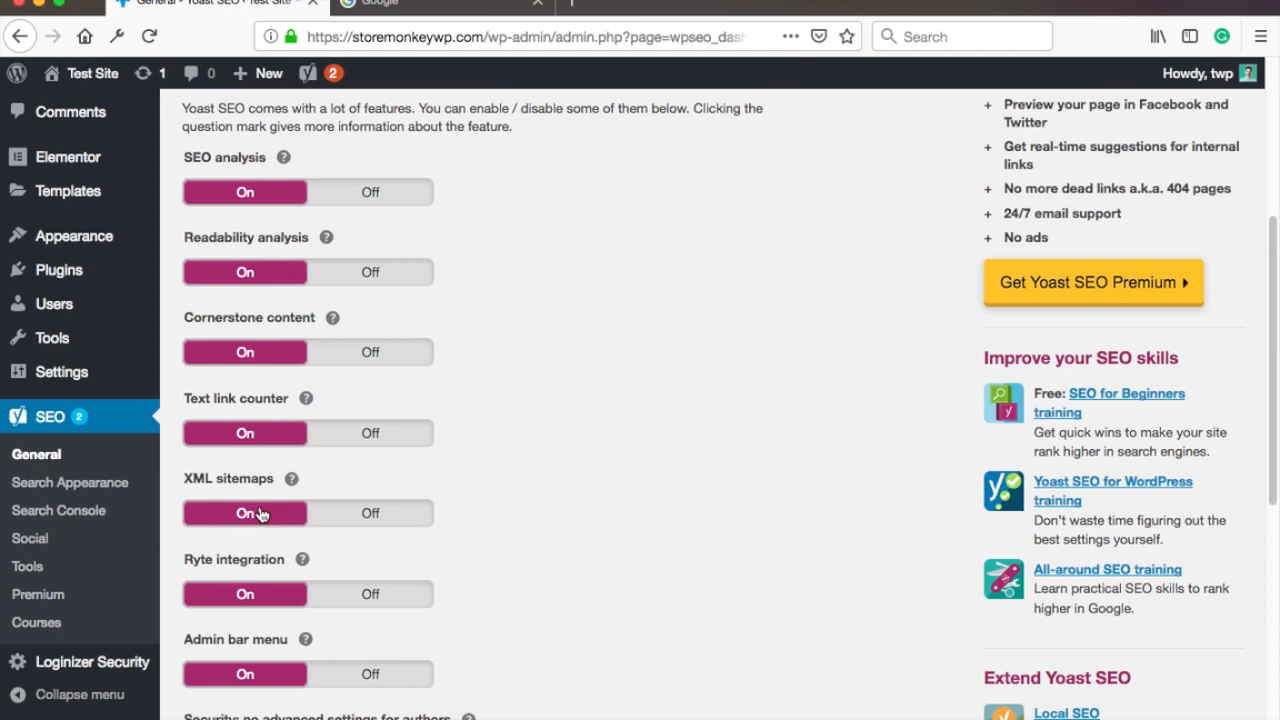 General - Yoast SEO ‹ Test Site –
Google
https://storemonkeywp.com/wp-admin/admin.php?page=wpseo_das
Search
Test Site
1
0
New
2
Howdy, twp
Comments
Elementor
Templates
Appearance
Plugins
Users
Tools
Settings
SEO 2
General
Search Appearance
Search Console
Social
Tools
Premium
Courses
Loginizer Security
Collapse menu
Yoast SEO comes with a lot of features. You can enable / disable some of them below. Clicking the
question mark gives more information about the feature.
SEO analysis
On Off
Readability analysis
On Off
Cornerstone content
On Off
Text link counter
On Off
XML sitemaps
On Off
Ryte integration
On Off
Admin bar menu
On Off
Security: no advanced settings for authors
+ Preview your page in Facebook and
Twitter
+ Get real-time suggestions for internal
links
+ No more dead links a.k.a. 404 pages
+ 24/7 email support
+ No ads
Get Yoast SEO Premium
Improve your SEO skills
Free: SEO for Beginners
training
Get quick wins to make your site
rank higher in search engines.
Yoast SEO for WordPress
training
Don't waste time figuring out the
best settings yourself.
All-around SEO training
Learn practical SEO skills to rank
higher in Google.
Extend Yoast SEO
Local SEO